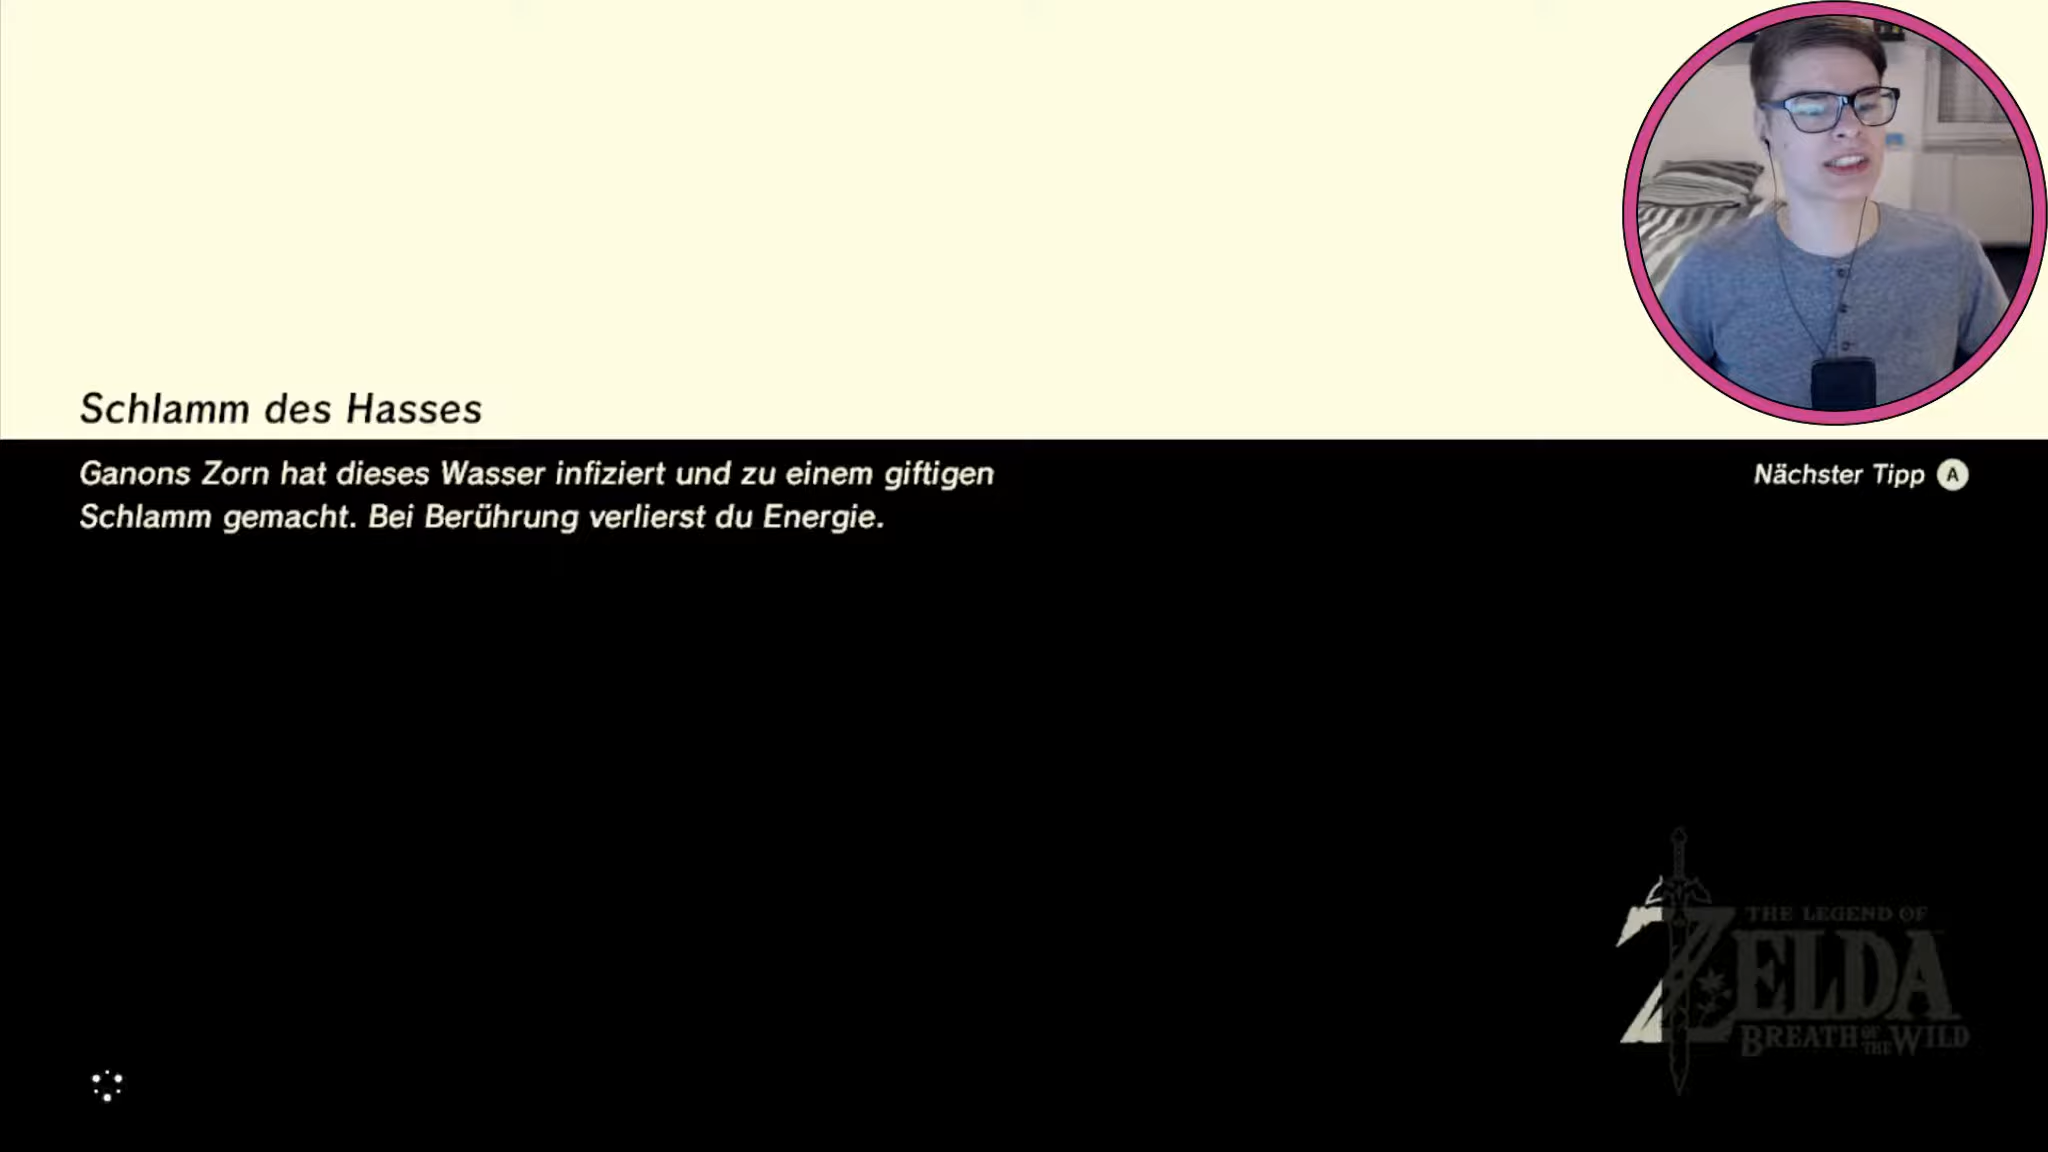 Schlamm des Hasses
Ganons Zorn hat dieses Wasser infiziert und zu einem giftigen
Schlamm gemacht. Bei Berührung verlierst du Energie.
Nächster Tipp A
THE LEGEND OF
ZELDA
BREATH OF THE WILD